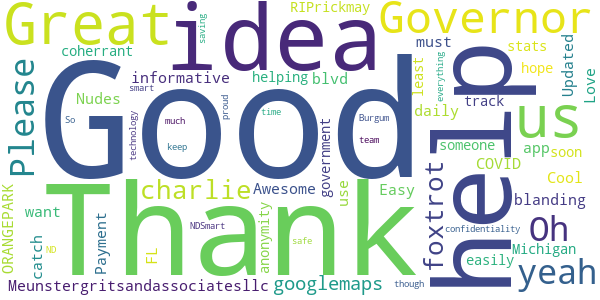 Great
idea
RIPrickmay
Governor
saving
coherrant
must
stats
Updated
Please
Good
informative
helping
blvd
least
hope
everything
Love
Nudes
smart
daily
track
help
us
So
technology
much
keep
proud
time
Burgum
team
government
someone
COVID
app
soon
Cool
charlie
Awesome
use
Easy
foxtrot
easily
blanding
ORANGEPARK
want
Thank
NDSmart
anonymity
confidentiality
Oh
Michigan
catch
ND
Payment
FL
safe
googlemaps
though
yeah
Meunstergritsandassociatesllc